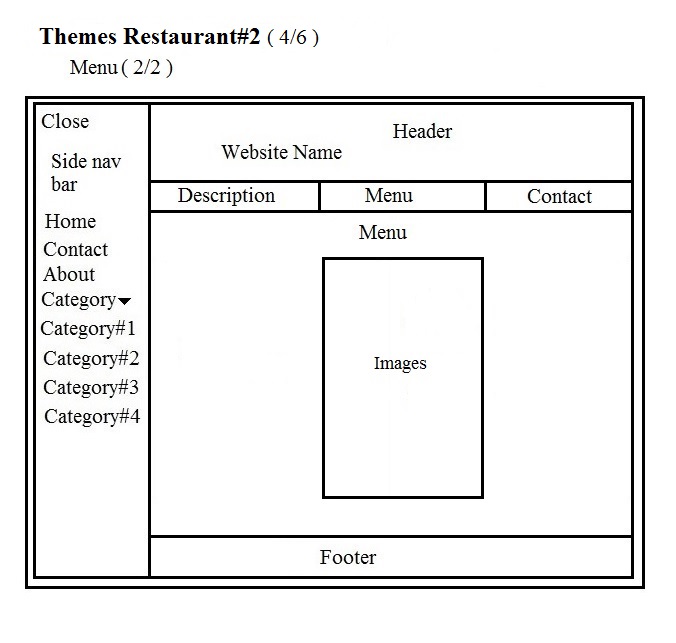 Themes Restaurant#2 ( 4/6 )
Menu ( 2/2 )
Close
Side nav
bar
Home
Contact
About
Category
Category#1
Category#2
Category#3
Category#4
Header
Website Name
Description
Menu
Contact
Menu
Images
Footer